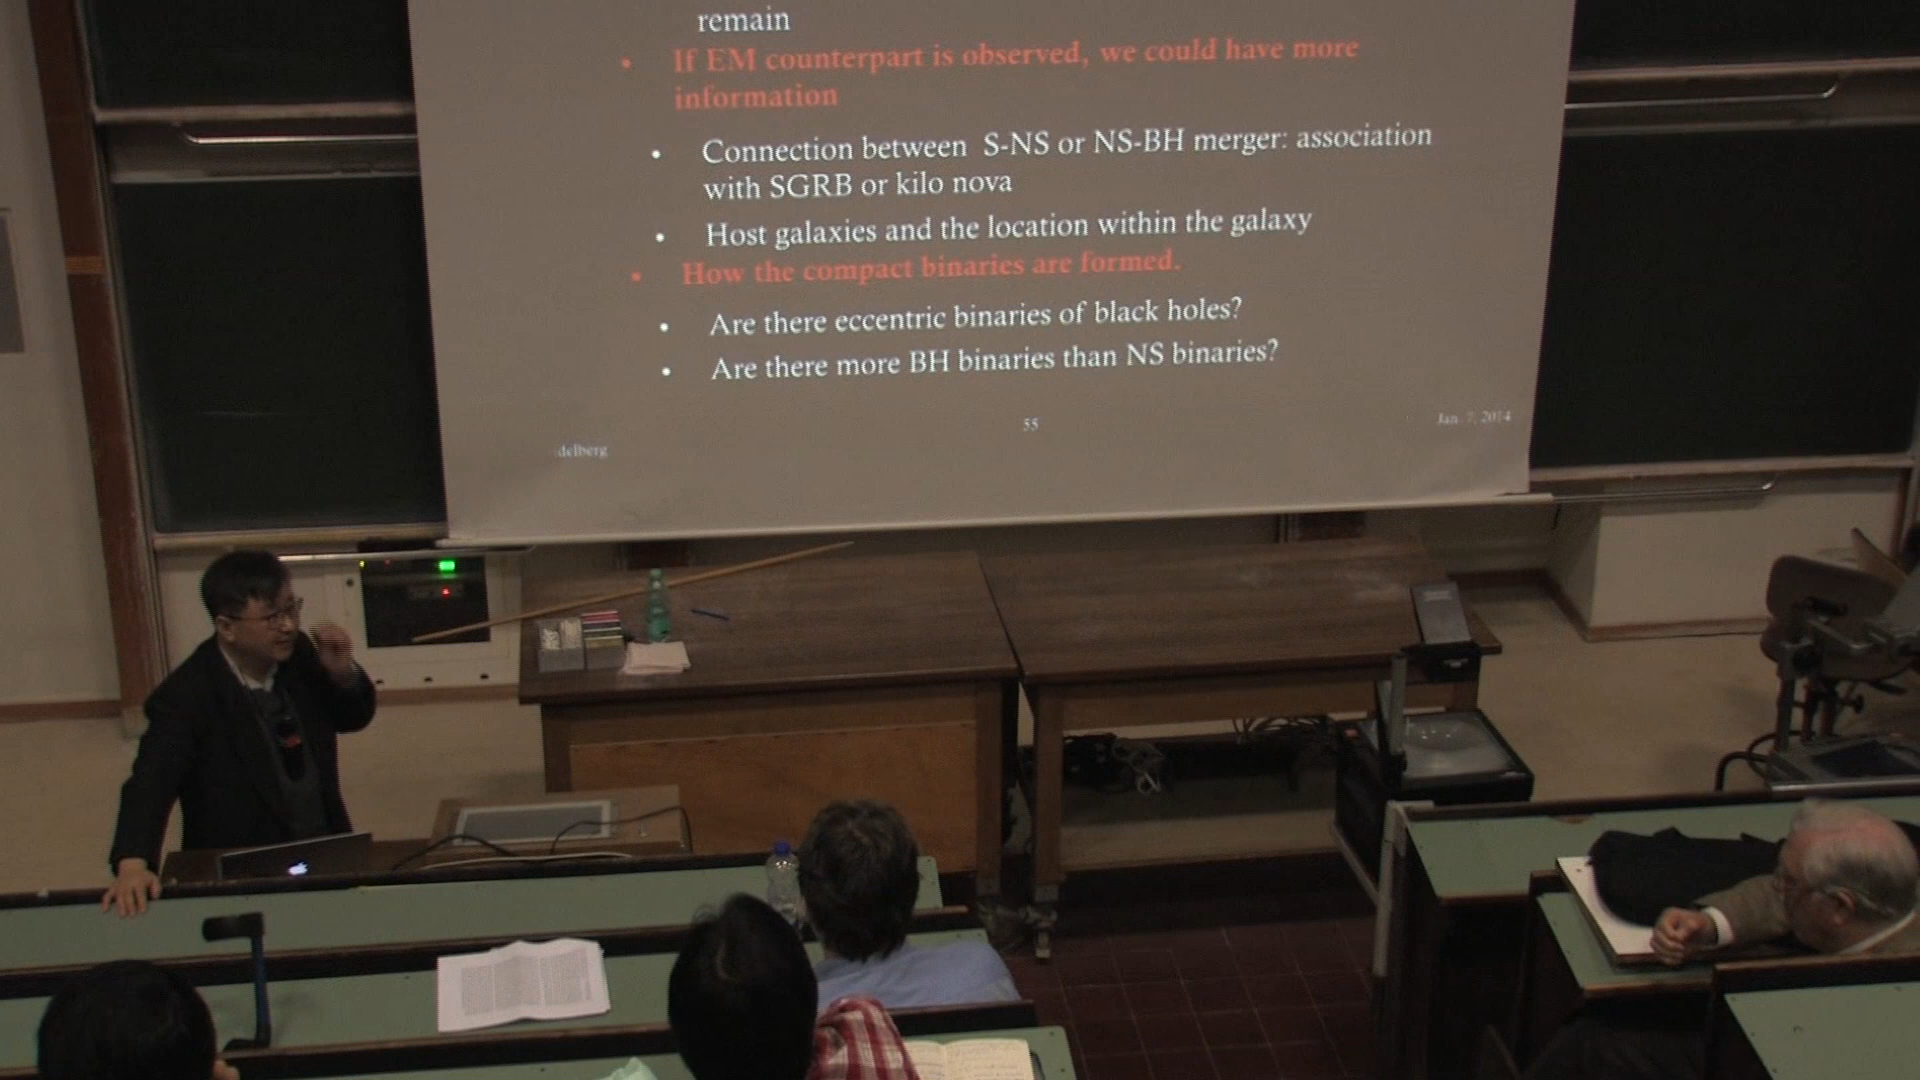 remain
• If EM counterpart is observed, we could have more
information
• Connection between S-NS or NS-BH merger: association
with SGRB or kilo nova
• Host galaxies and the location within the galaxy
• How the compact binaries are formed.
• Are there eccentric binaries of black holes?
• Are there more BH binaries than NS binaries?
55
Jan. 7, 2014
delberg